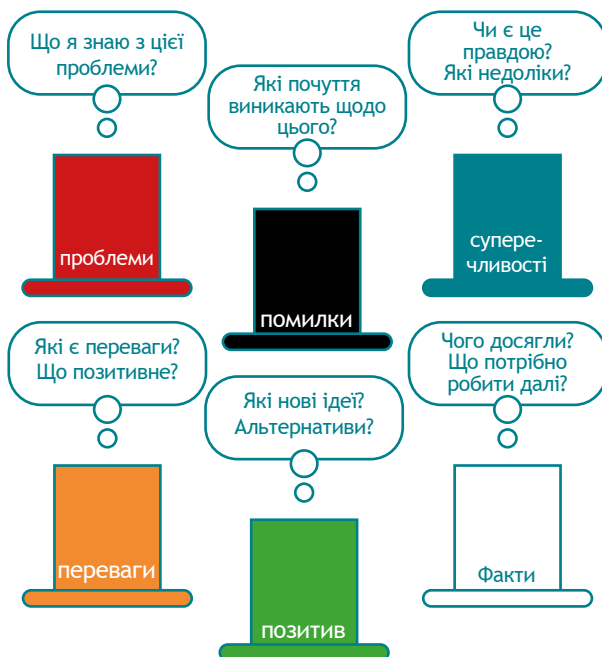 Що я знаю з цієї
проблеми?
Які почуття
виникають щодо
цього?
Чи є це
правдою?
Які недоліки?
проблеми
помилки
супере-
чливості
Які є переваги?
Що позитивне?
Які нові ідеї?
Альтернативи?
Чого досягли?
Що потрібно
робити далі?
переваги
позитив
Факти